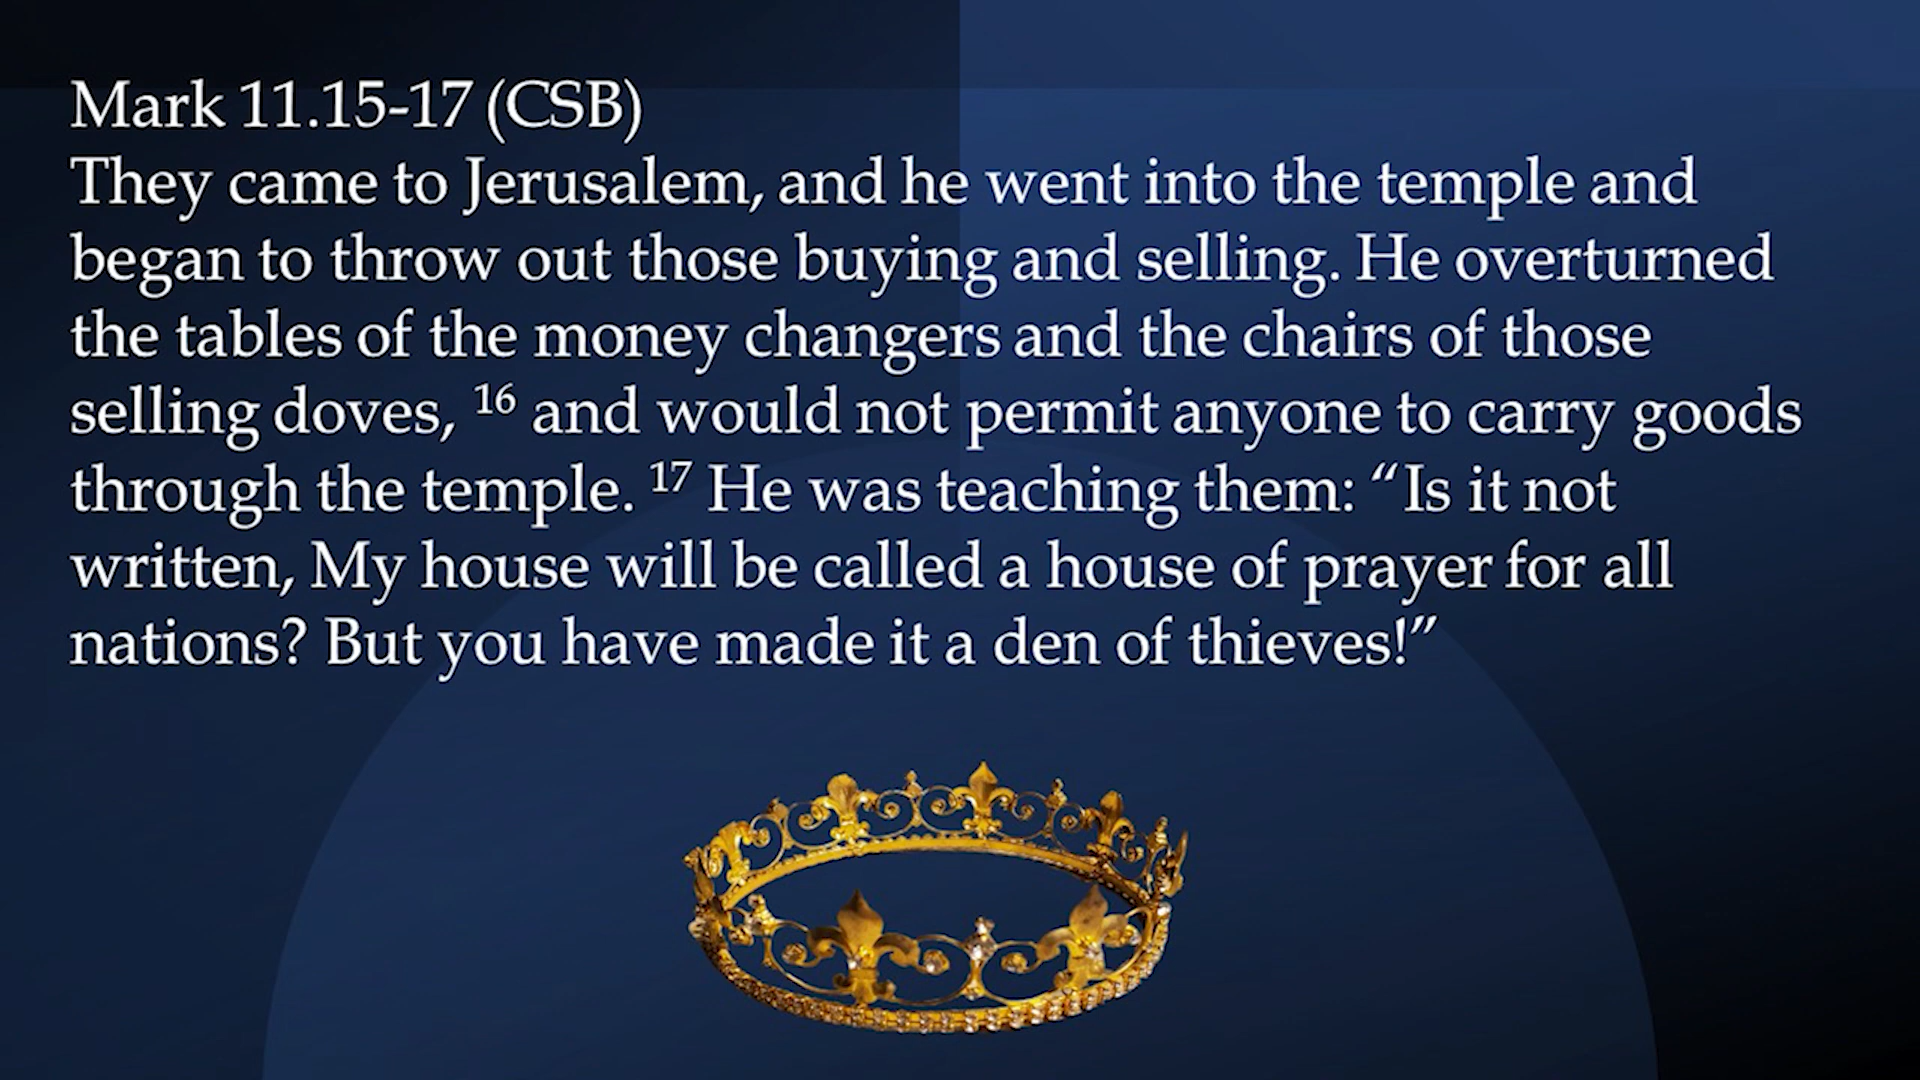 Mark 11.15-17 (CSB)
They came to Jerusalem, and he went into the temple and
began to throw out those buying and selling. He overturned
the tables of the money changers and the chairs of those
selling doves, 16 and would not permit anyone to carry goods
through the temple. 17 He was teaching them: “Is it not
written, My house will be called a house of prayer for all
nations? But you have made it a den of thieves!”